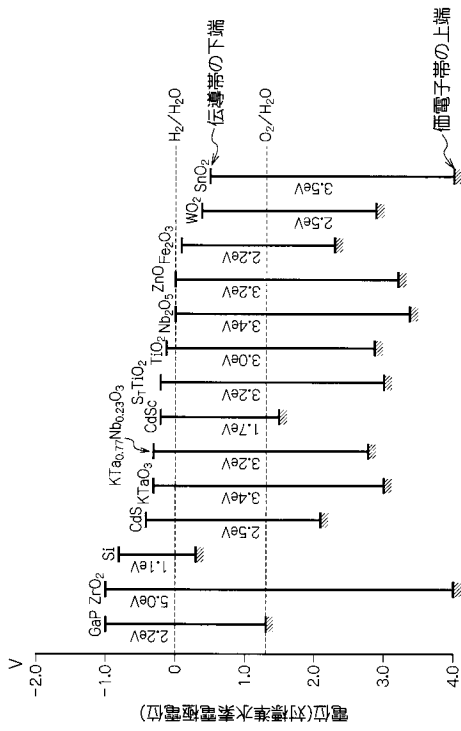 V
電位(対標準水素電極電位)
-2.0
-1.0
0
1.0
2.0
3.0
4.0
GaP
2.2eV
ZrO₂
5.0eV
Si
1.1eV
CdS
2.5eV
KTaO₃
3.4eV
KTa₀.₇₇Nb₀.₂₃O₃
3.2eV
CdSc
1.7eV
SтTiO₂
3.2eV
TiO₂
3.0eV
Nb₂O₅
3.4eV
ZnO
3.2eV
Fe₂O₃
2.2eV
WO₂
2.5eV
SnO₂
3.5eV
H₂/H₂O
O₂/H₂O
伝導帯の下端
価電子帯の上端